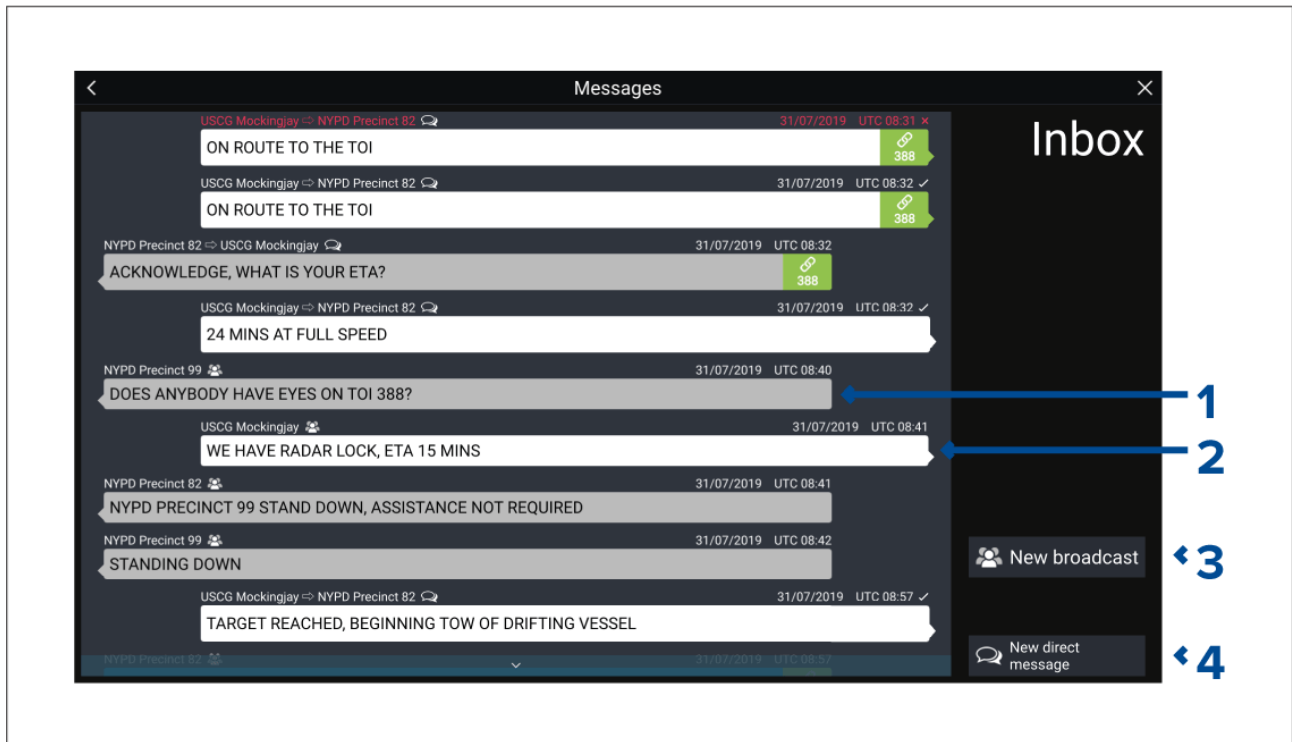 Messages
Inbox
USCG Mockingjay ⇨ NYPD Precinct 82 31/07/2019 UTC 08:31 ×
ON ROUTE TO THE TOI 388
USCG Mockingjay ⇨ NYPD Precinct 82 31/07/2019 UTC 08:32 ✓
ON ROUTE TO THE TOI 388
NYPD Precinct 82 ⇨ USCG Mockingjay 31/07/2019 UTC 08:32
ACKNOWLEDGE, WHAT IS YOUR ETA? 388
USCG Mockingjay ⇨ NYPD Precinct 82 31/07/2019 UTC 08:32 ✓
24 MINS AT FULL SPEED
NYPD Precinct 99 31/07/2019 UTC 08:40
DOES ANYBODY HAVE EYES ON TOI 388?
1
USCG Mockingjay 31/07/2019 UTC 08:41
WE HAVE RADAR LOCK, ETA 15 MINS
2
NYPD Precinct 82 31/07/2019 UTC 08:41
NYPD PRECINCT 99 STAND DOWN, ASSISTANCE NOT REQUIRED
NYPD Precinct 99 31/07/2019 UTC 08:42
STANDING DOWN
New broadcast
3
USCG Mockingjay ⇨ NYPD Precinct 82 31/07/2019 UTC 08:57 ✓
TARGET REACHED, BEGINNING TOW OF DRIFTING VESSEL
NYPD Precinct 82 31/07/2019 UTC 08:57
New direct
message
4